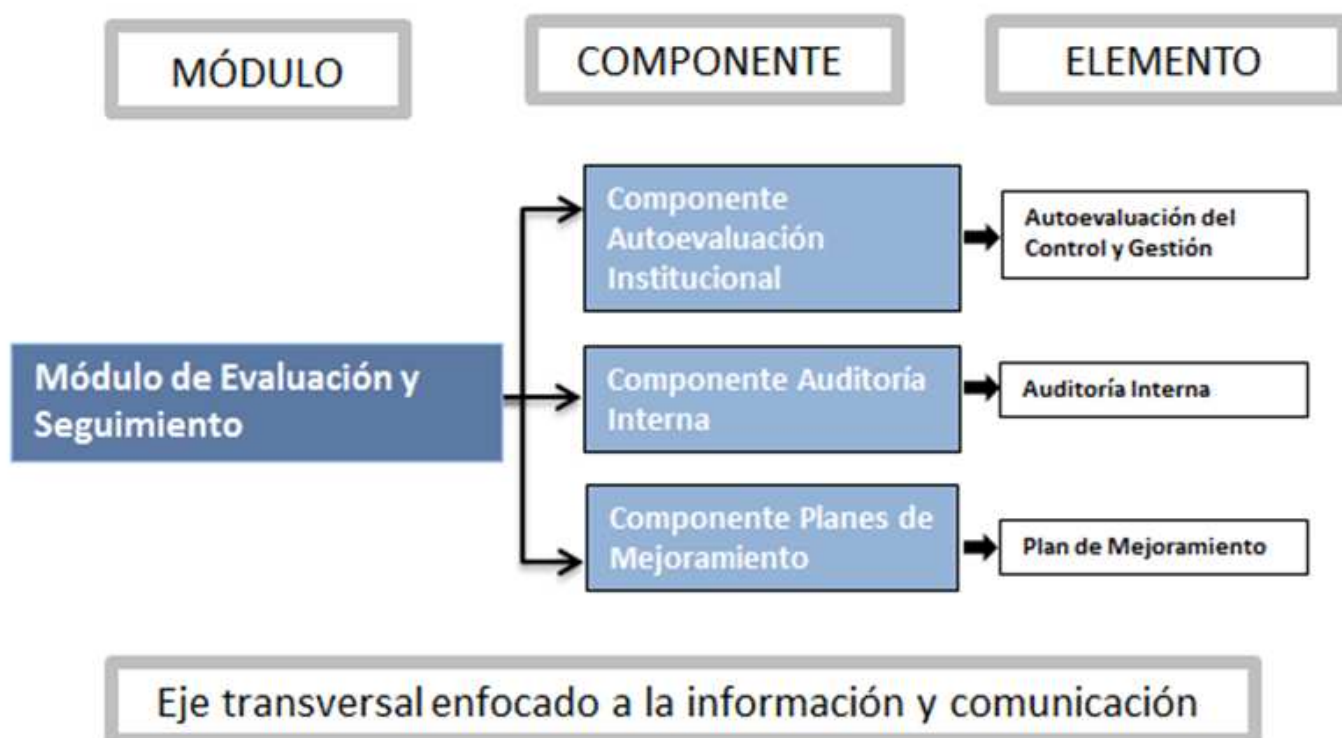 MÓDULO
COMPONENTE
ELEMENTO
Componente
Autoevaluación
Institucional
Autoevaluación del
Control y Gestión
Módulo de Evaluación y
Seguimiento
Componente Auditoría
Interna
Auditoría Interna
Componente Planes de
Mejoramiento
Plan de Mejoramiento
Eje transversal enfocado a la información y comunicación